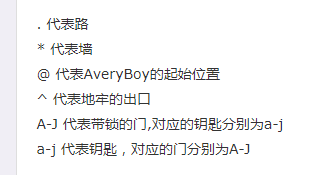 . 代表路
* 代表墙
@ 代表AveryBoy的起始位置
^ 代表地牢的出口
A-J 代表带锁的门,对应的钥匙分别为a-j
a-j 代表钥匙，对应的门分别为A-J